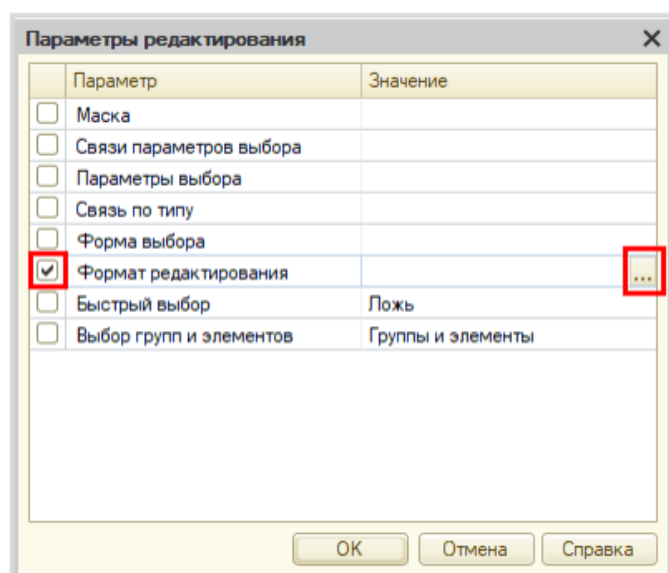 Параметры редактирования
Параметр Значение
Маска
Связи параметров выбора
Параметры выбора
Связь по типу
Форма выбора
Формат редактирования ...
Быстрый выбор Ложь
Выбор групп и элементов Группы и элементы
OK Отмена Справка